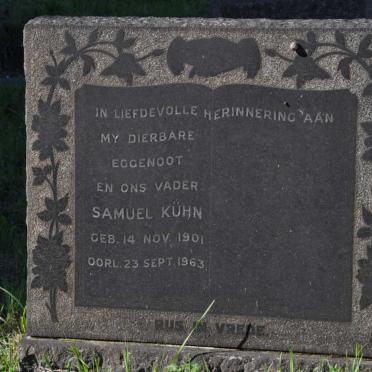 IN LIEFDEVOLLE HERINNERING AAN
MY DIERBARE
EGGENOOT
EN ONS VADER
SAMUEL KÜHN
GEB. 14 NOV. 1901
OORL. 23 SEPT. 1963
RUS IN VREDE